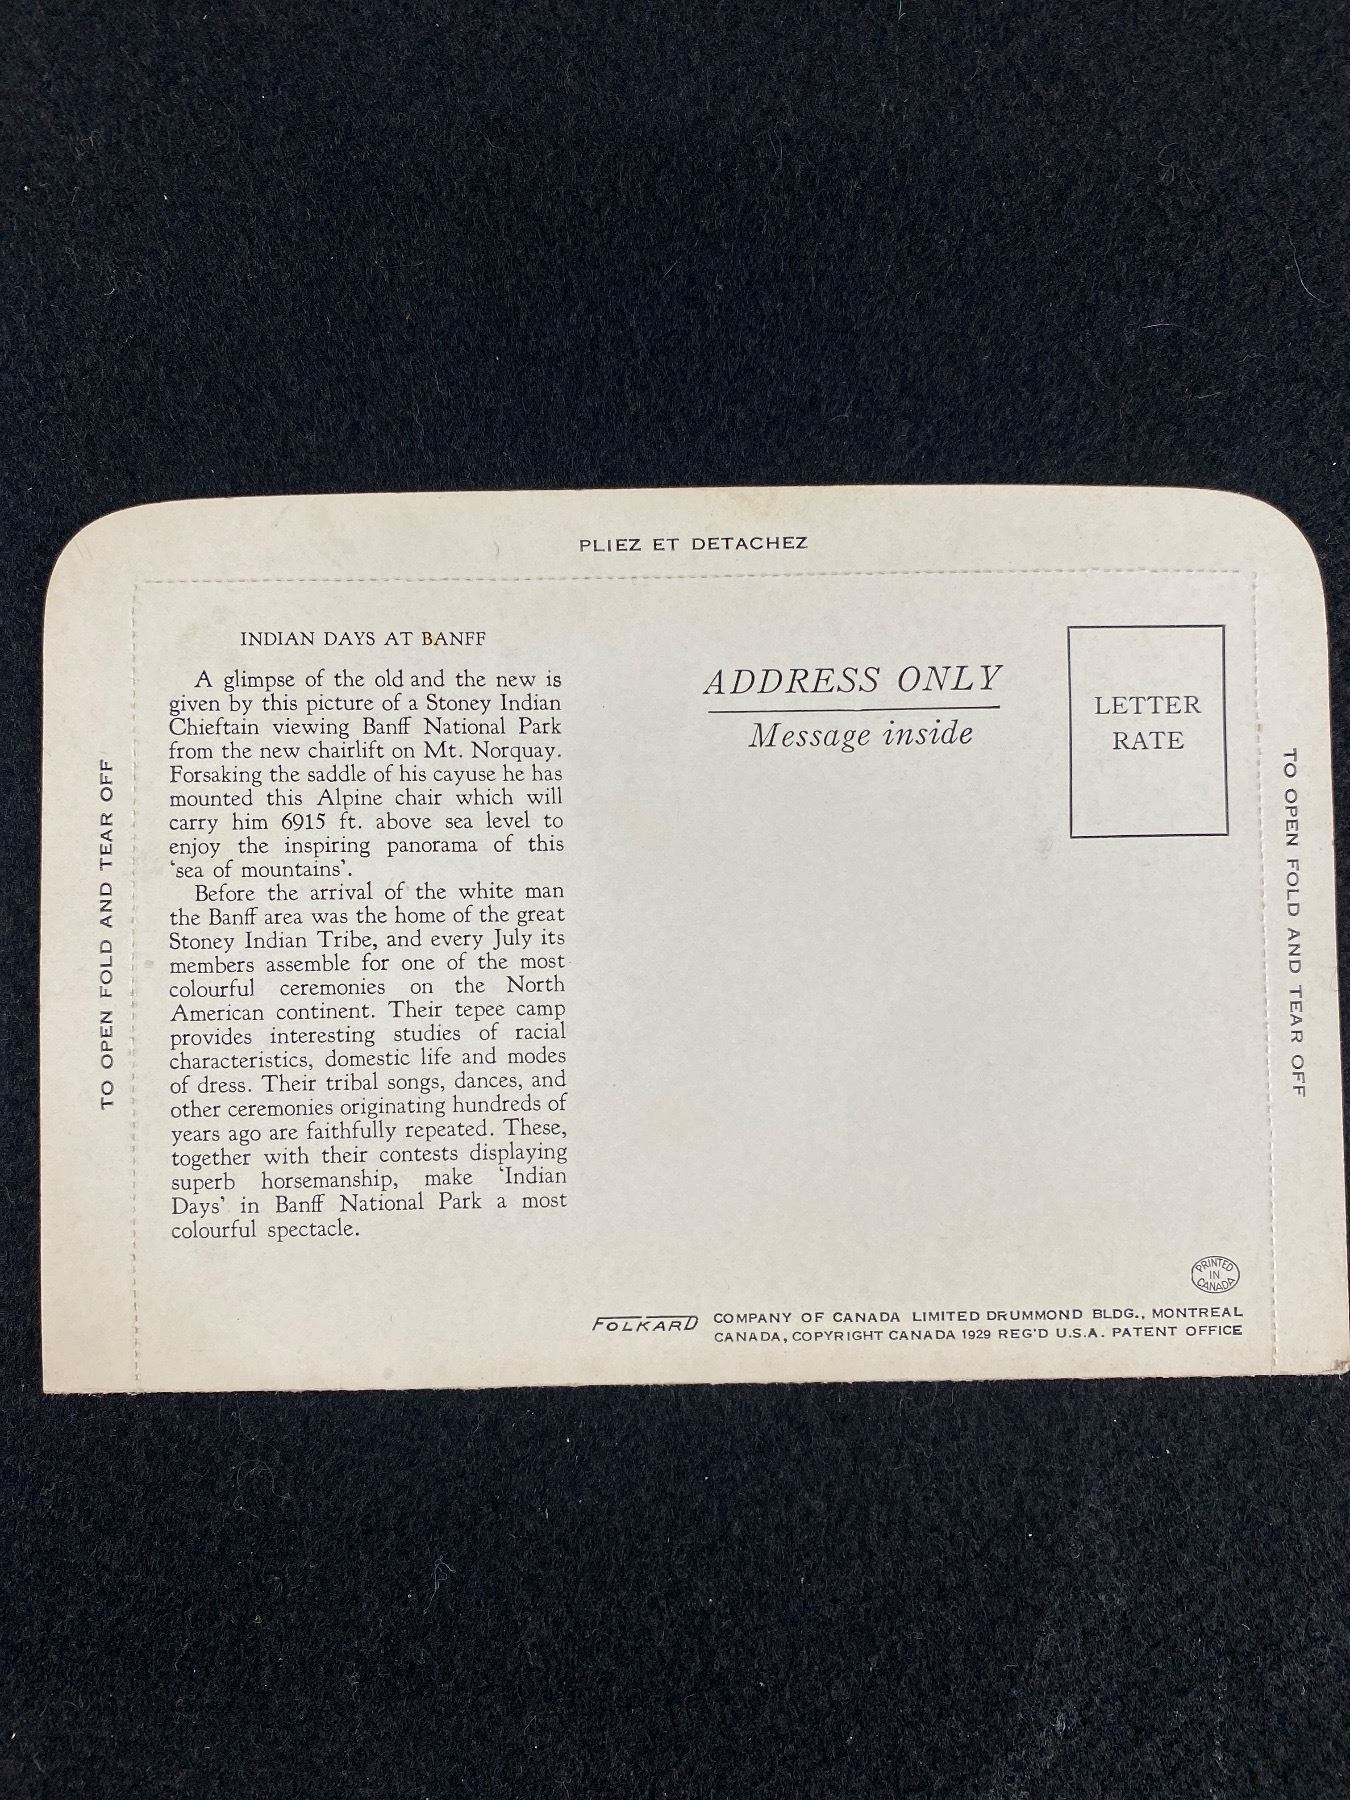 PLIEZ ET DETACHEZ
TO OPEN FOLD AND TEAR OFF
INDIAN DAYS AT BANFF
A glimpse of the old and the new is
given by this picture of a Stoney Indian
Chieftain viewing Banff National Park
from the new chairlift on Mt. Norquay.
Forsaking the saddle of his cayuse he has
mounted this Alpine chair which will
carry him 6915 ft. above sea level to
enjoy the inspiring panorama of this
‘sea of mountains’.
Before the arrival of the white man
the Banff area was the home of the great
Stoney Indian Tribe, and every July its
members assemble for one of the most
colourful ceremonies on the North
American continent. Their tepee camp
provides interesting studies of racial
characteristics, domestic life and modes
of dress. Their tribal songs, dances, and
other ceremonies originating hundreds of
years ago are faithfully repeated. These,
together with their contests displaying
superb horsemanship, make ‘Indian
Days’ in Banff National Park a most
colourful spectacle.
ADDRESS ONLY
Message inside
LETTER
RATE
TO OPEN FOLD AND TEAR OFF
PRINTED
IN
CANADA
FOLKARD COMPANY OF CANADA LIMITED DRUMMOND BLDG., MONTREAL
CANADA, COPYRIGHT CANADA 1929 REG'D U.S.A. PATENT OFFICE